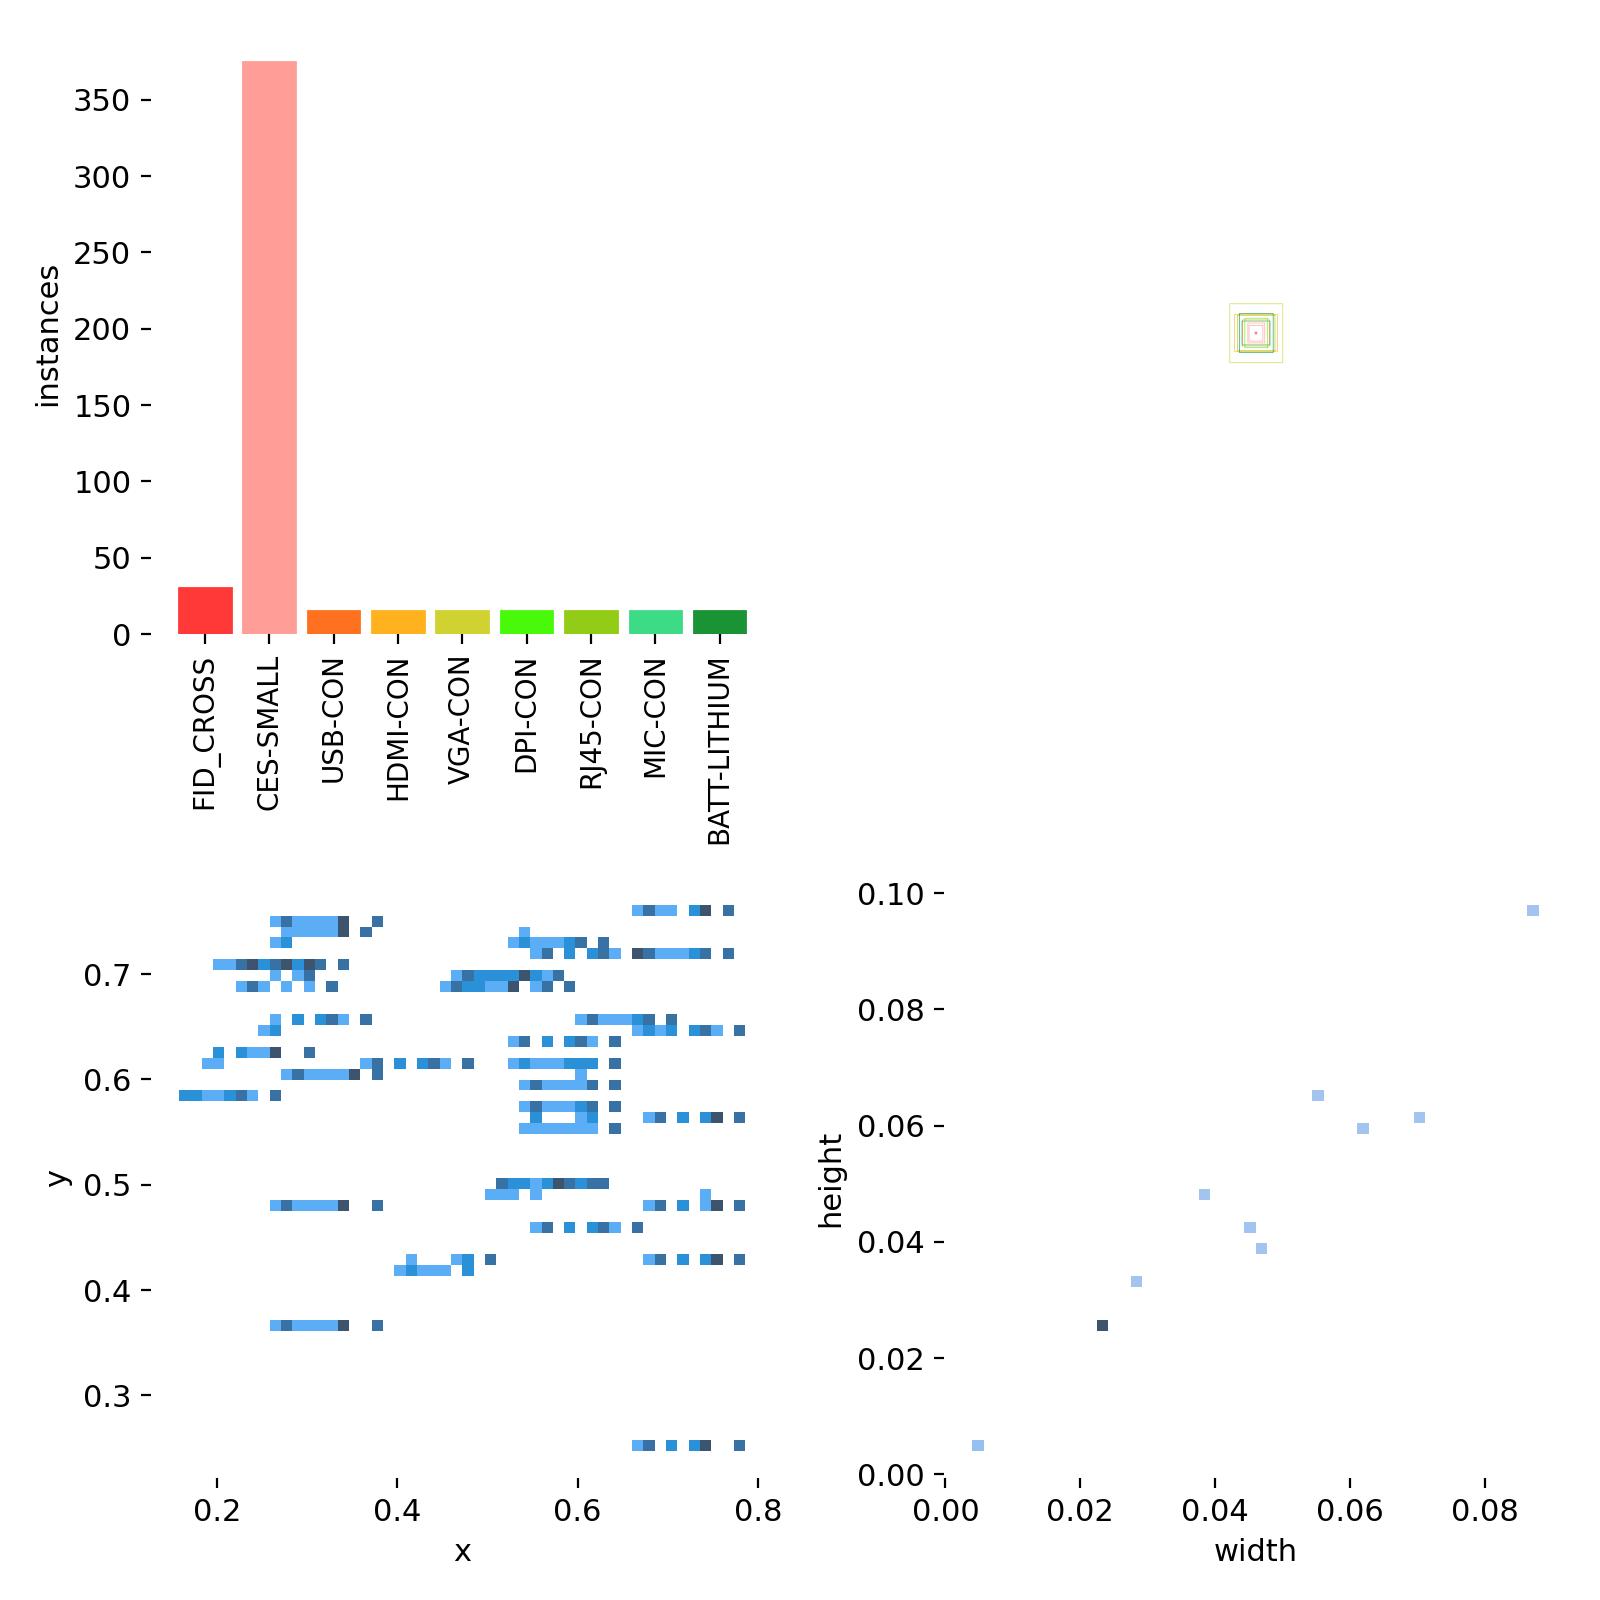 instances
350
300
250
200
150
100
50
0
FID_CROSS
CES-SMALL
USB-CON
HDMI-CON
VGA-CON
DPI-CON
RJ45-CON
MIC-CON
BATT-LITHIUM
y
0.7
0.6
0.5
0.4
0.3
0.2
0.4
0.6
0.8
x
height
0.10
0.08
0.06
0.04
0.02
0.00
0.00
0.02
0.04
0.06
0.08
width